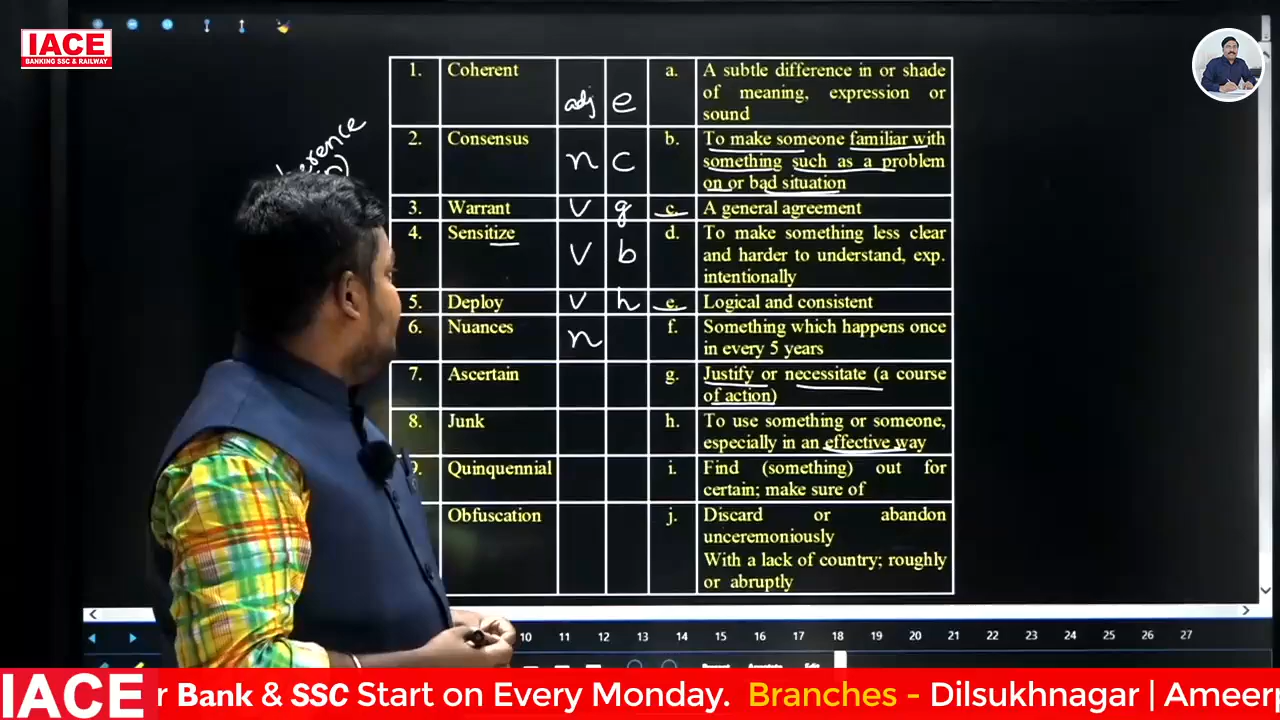 IACE
BANKING SSC & RAILWAY
1. Coherent adj e a. A subtle difference in or shade
of meaning, expression or
sound
2. Consensus n c b. To make someone familiar with
something such as a problem
on or bad situation
3. Warrant v g c. A general agreement
4. Sensitize v b d. To make something less clear
and harder to understand, exp.
intentionally
5. Deploy v h e. Logical and consistent
6. Nuances n f. Something which happens once
in every 5 years
7. Ascertain g. Justify or necessitate (a course
of action)
8. Junk h. To use something or someone,
especially in an effective way
9. Quinquennial i. Find (something) out for
certain; make sure of
Obfuscation j. Discard or abandon
unceremoniously
With a lack of country; roughly
or abruptly
10 11 12 13 14 15 16 17 18 19 20 21 22 23 24 25 26 27
IACE r Bank & SSC Start on Every Monday. Branches - Dilsukhnagar | Ameerp